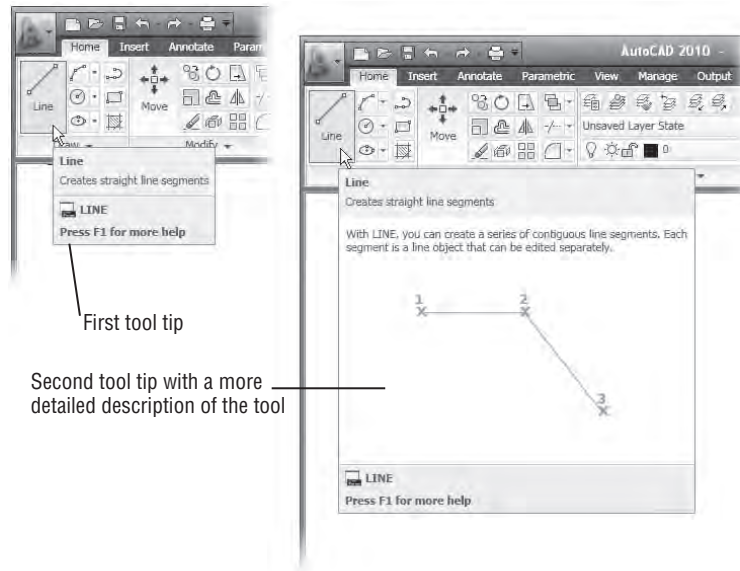 Home Insert Annotate Param
Line
Move
Draw
Modify
Line
Creates straight line segments
LINE
Press F1 for more help
First tool tip
AutoCAD 2010 -
Home Insert Annotate Parametric View Manage Output
Line
Move
Unsaved Layer State
0
Line
Creates straight line segments
With LINE, you can create a series of contiguous line segments. Each
segment is a line object that can be edited separately.
1
2
3
LINE
Press F1 for more help
Second tool tip with a more
detailed description of the tool